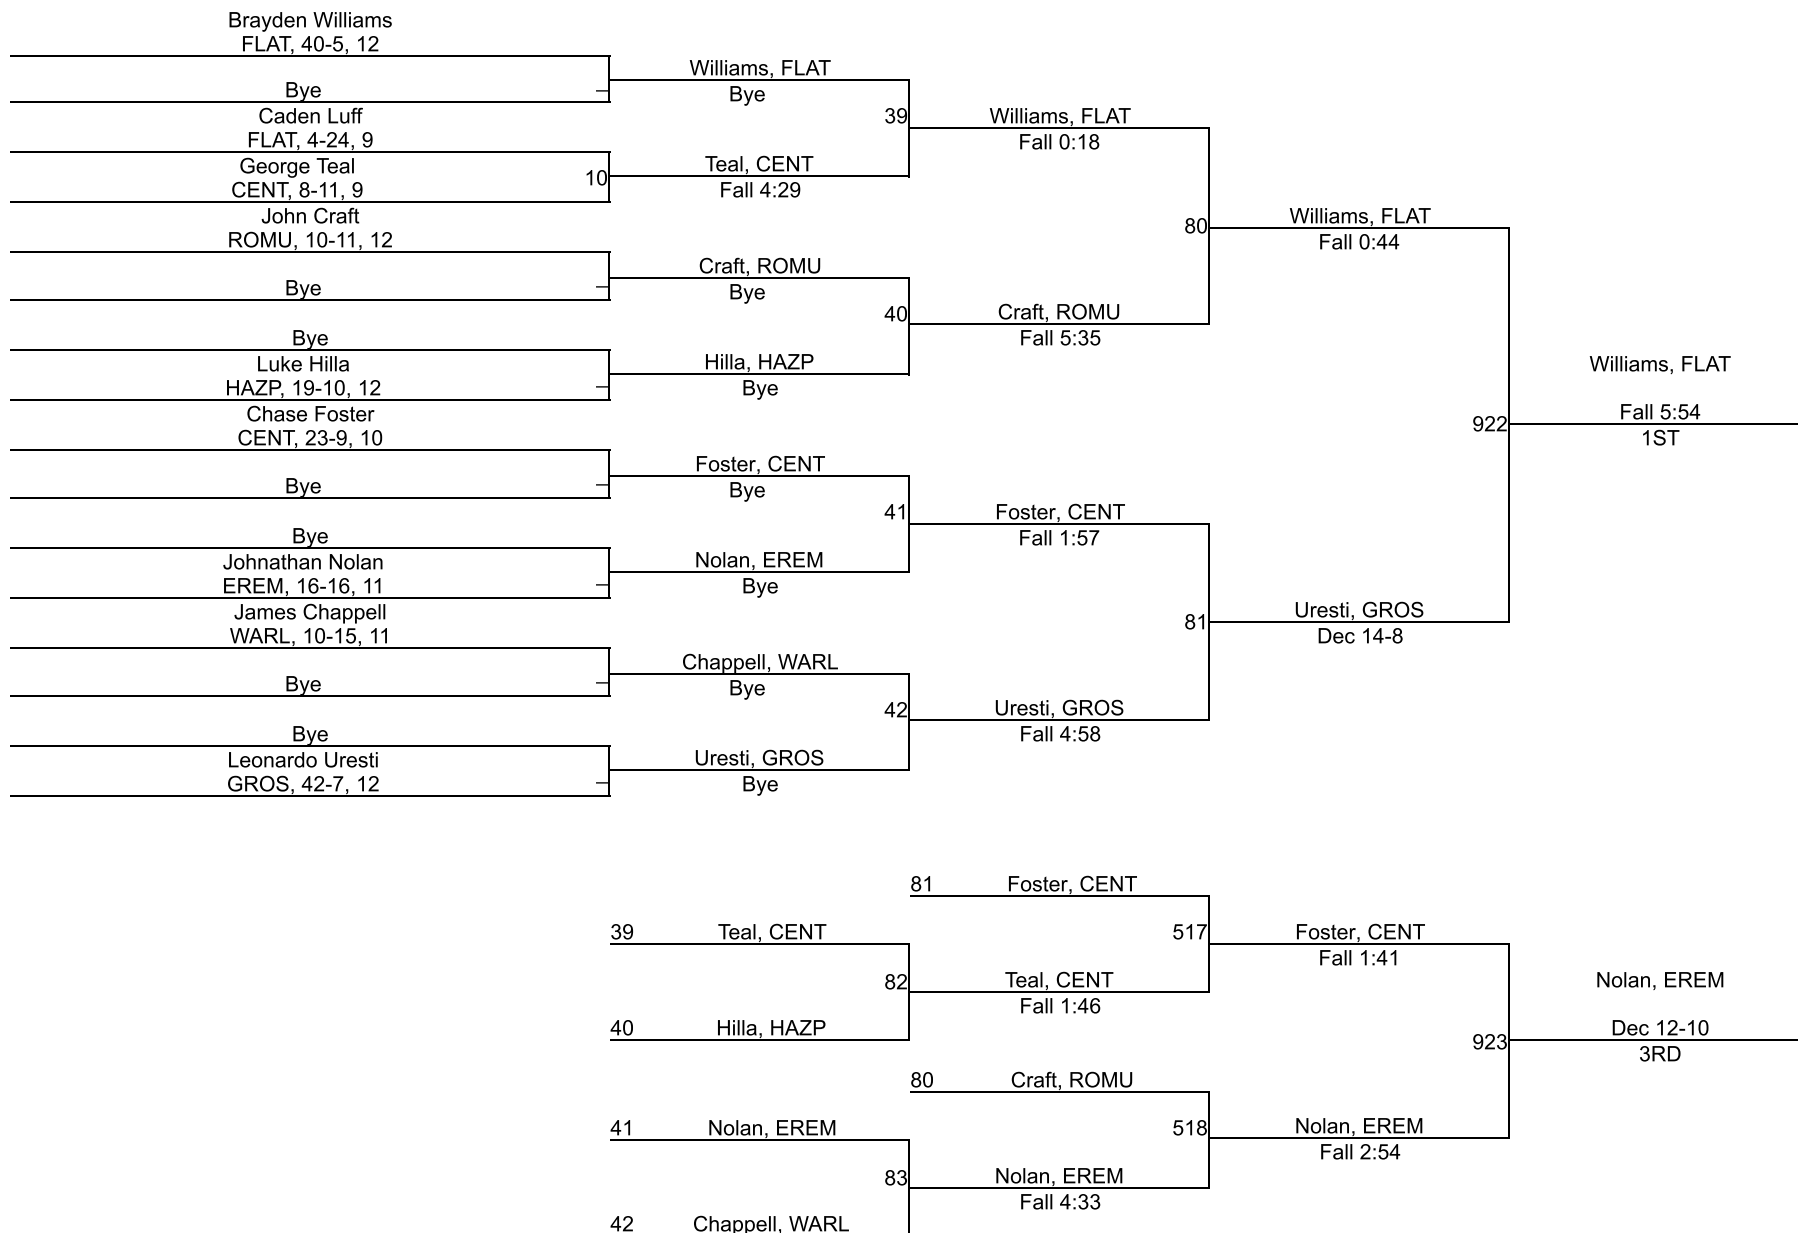 Brayden Williams
FLAT, 40-5, 12
Bye
Caden Luff
FLAT, 4-24, 9
George Teal
CENT, 8-11, 9
10
John Craft
ROMU, 10-11, 12
Bye
Bye
Luke Hilla
HAZP, 19-10, 12
Chase Foster
CENT, 23-9, 10
Bye
Bye
Johnathan Nolan
EREM, 16-16, 11
James Chappell
WARL, 10-15, 11
Bye
Bye
Leonardo Uresti
GROS, 42-7, 12
Williams, FLAT
Bye
39
Teal, CENT
Fall 4:29
Craft, ROMU
Bye
40
Hilla, HAZP
Bye
Foster, CENT
Bye
41
Nolan, EREM
Bye
Chappell, WARL
Bye
42
Uresti, GROS
Bye
Williams, FLAT
Fall 0:18
80
Craft, ROMU
Fall 5:35
Foster, CENT
Fall 1:57
81
Uresti, GROS
Fall 4:58
Williams, FLAT
Fall 0:44
922
Uresti, GROS
Dec 14-8
Williams, FLAT
Fall 5:54
1ST
39 Teal, CENT
82
40 Hilla, HAZP
41 Nolan, EREM
83
42 Chappell, WARL
81 Foster, CENT
517
Teal, CENT
Fall 1:46
80 Craft, ROMU
518
Nolan, EREM
Fall 4:33
Foster, CENT
Fall 1:41
923
Nolan, EREM
Fall 2:54
Nolan, EREM
Dec 12-10
3RD